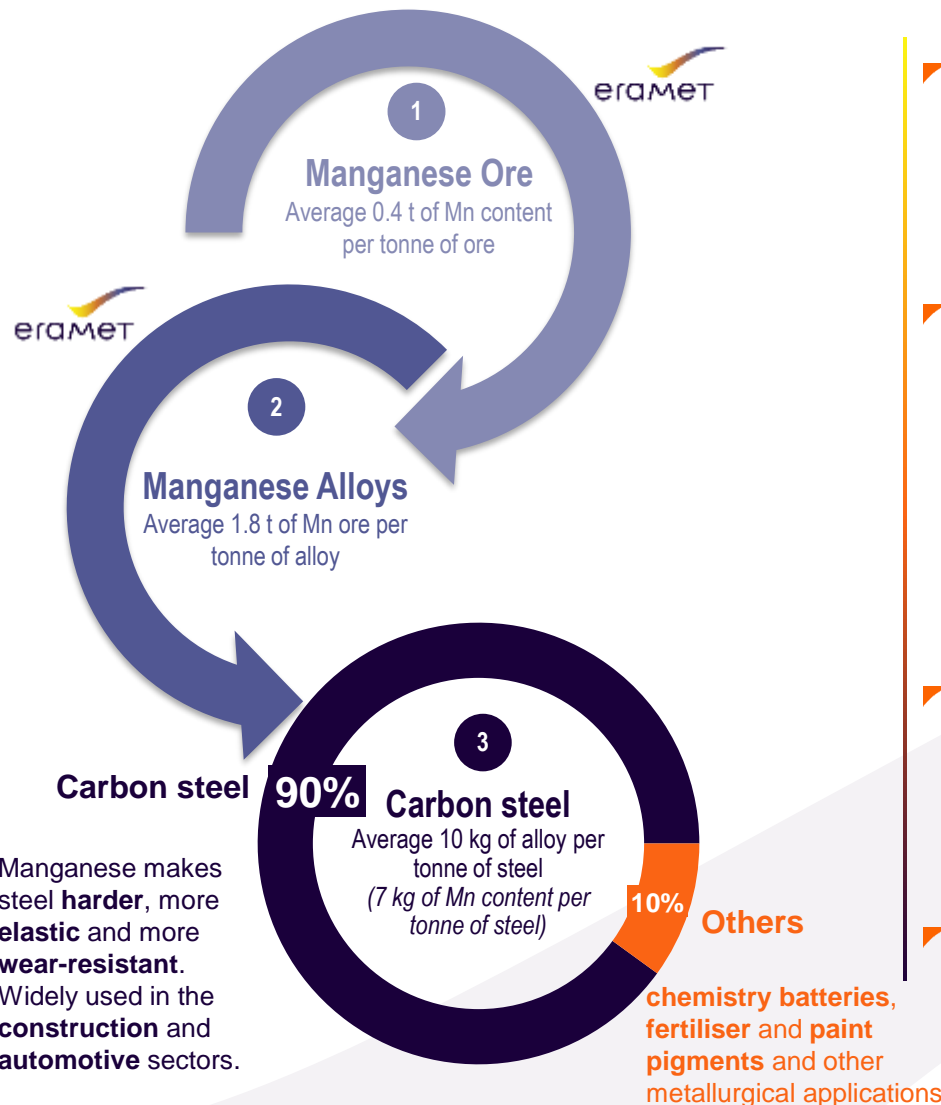 eramet
1
Manganese Ore
Average 0.4 t of Mn content
per tonne of ore
eramet
2
Manganese Alloys
Average 1.8 t of Mn ore per
tonne of alloy
3
Carbon steel
90%
Carbon steel
Average 10 kg of alloy per
tonne of steel
(7 kg of Mn content per
tonne of steel)
Manganese makes
steel harder, more
elastic and more
wear-resistant.
Widely used in the
construction and
automotive sectors.
10%
Others
chemistry batteries,
fertiliser and paint
pigments and other
metallurgical applications